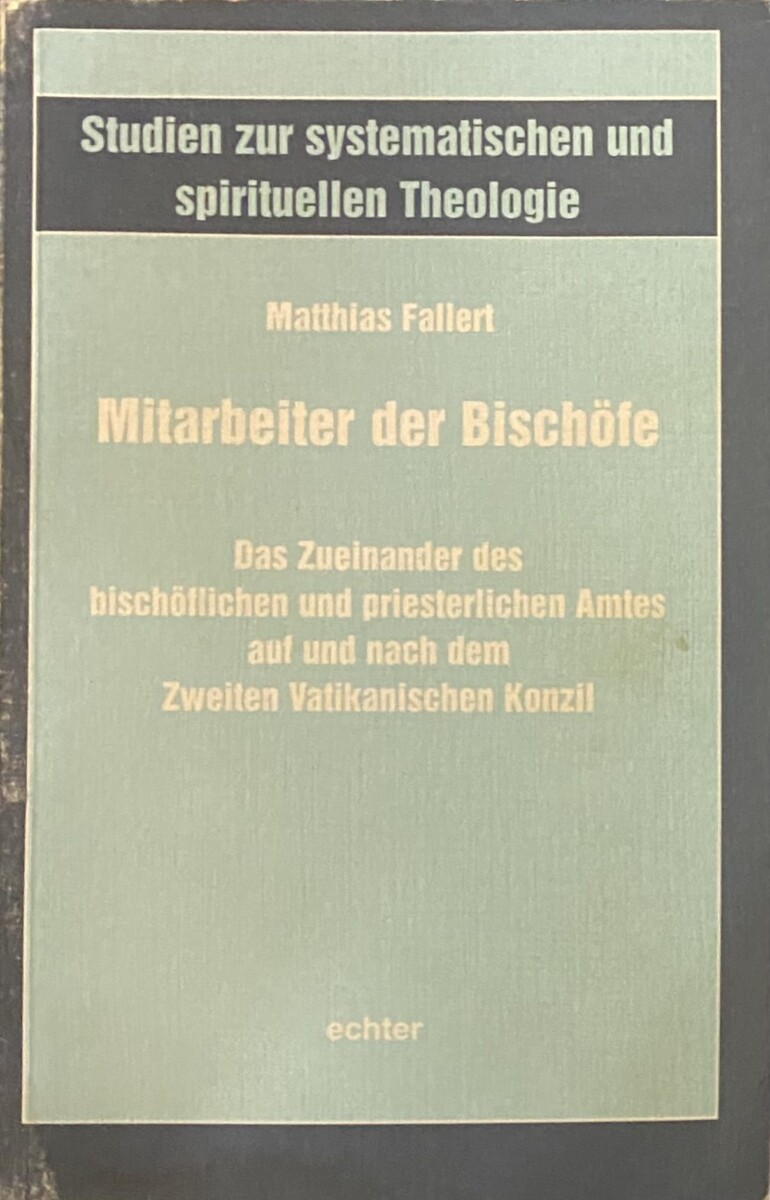 Studien zur systematischen und
spirituellen Theologie
Matthias Fallert
Mitarbeiter der Bischöfe
Das Zueinander des
bischöflichen und priesterlichen Amtes
auf und nach dem
Zweiten Vatikanischen Konzil
echter